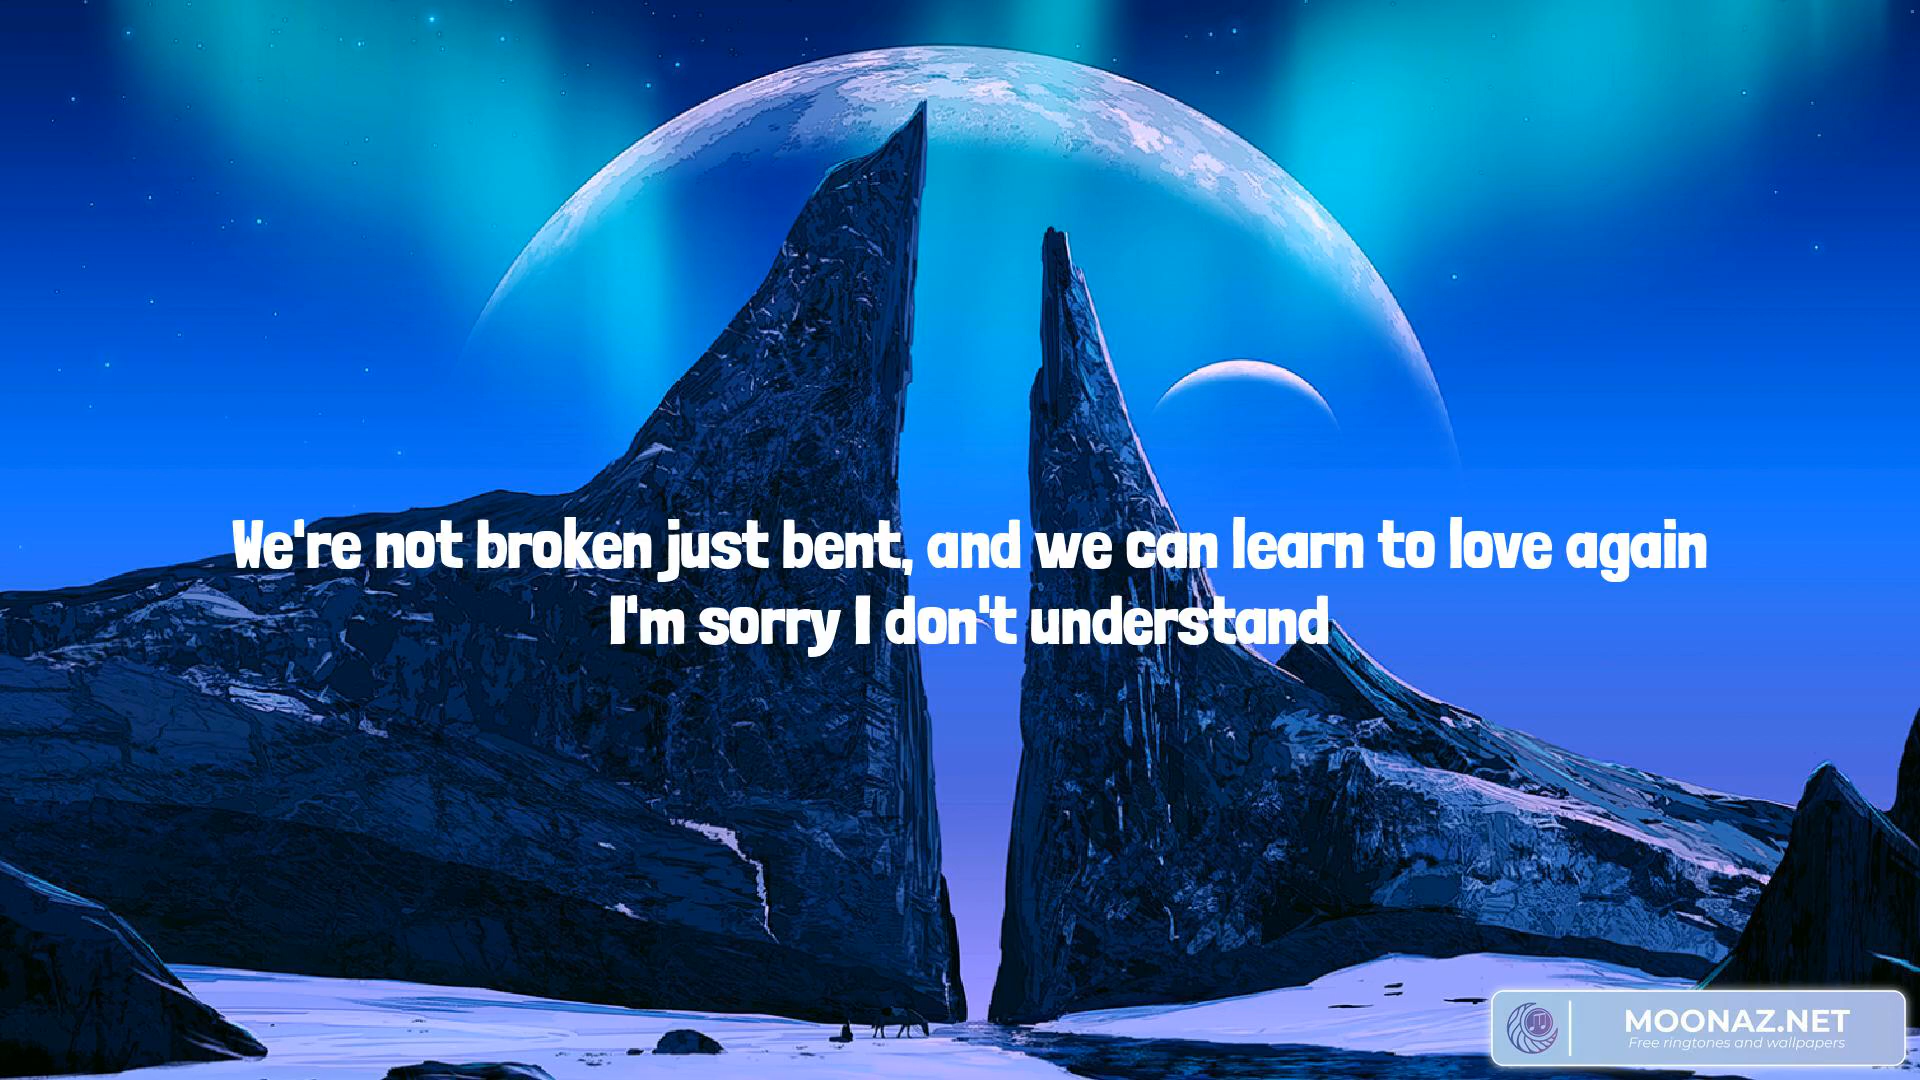 We're not broken just bent, and we can learn to love again
I'm sorry I don't understand
MOONAZ.NET
Free ringtones and wallpapers